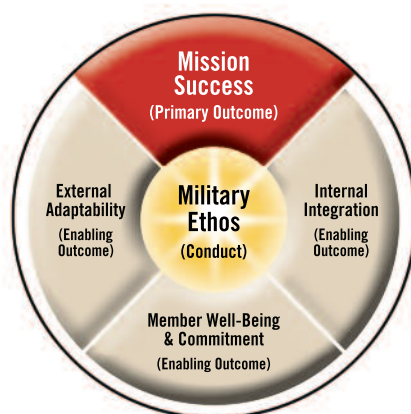 Mission
Success
(Primary Outcome)
External
Adaptability
(Enabling
Outcome)
Military
Ethos
(Conduct)
Internal
Integration
(Enabling
Outcome)
Member Well-Being
& Commitment
(Enabling Outcome)